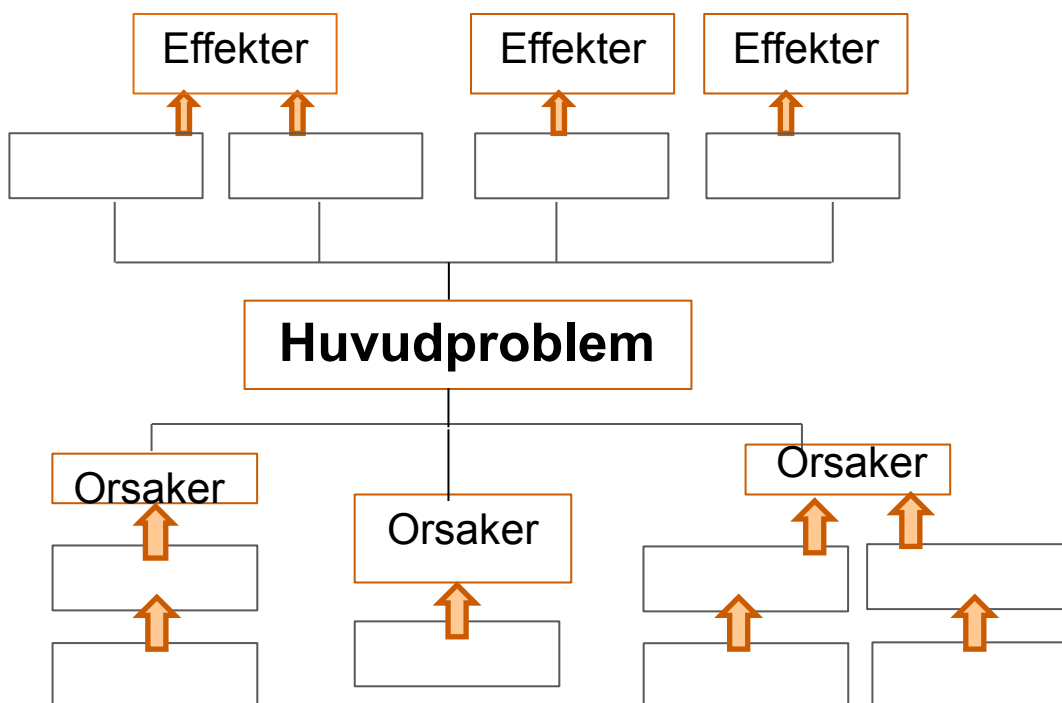 Effekter
Effekter
Effekter
Huvudproblem
Orsaker
Orsaker
Orsaker